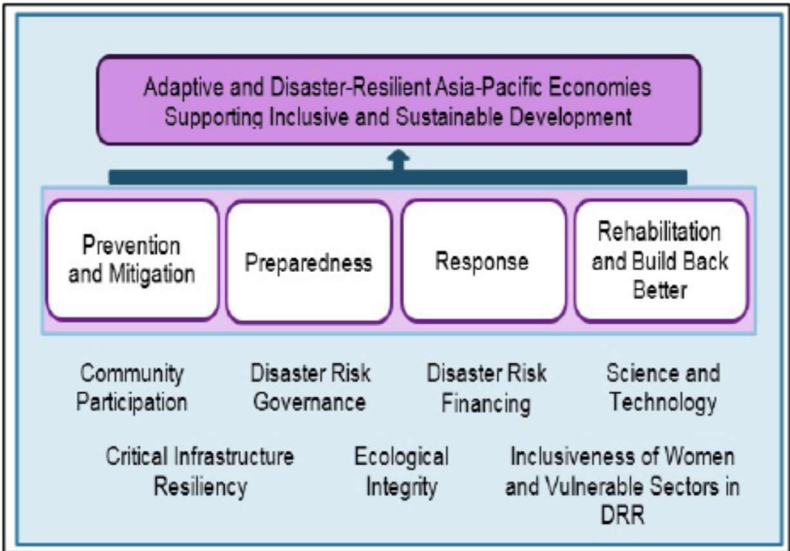 Adaptive and Disaster-Resilient Asia-Pacific Economies
Supporting Inclusive and Sustainable Development
Prevention
and Mitigation
Preparedness
Response
Rehabilitation
and Build Back
Better
Community
Participation
Disaster Risk
Governance
Disaster Risk
Financing
Science and
Technology
Critical Infrastructure
Resiliency
Ecological
Integrity
Inclusiveness of Women
and Vulnerable Sectors in
DRR